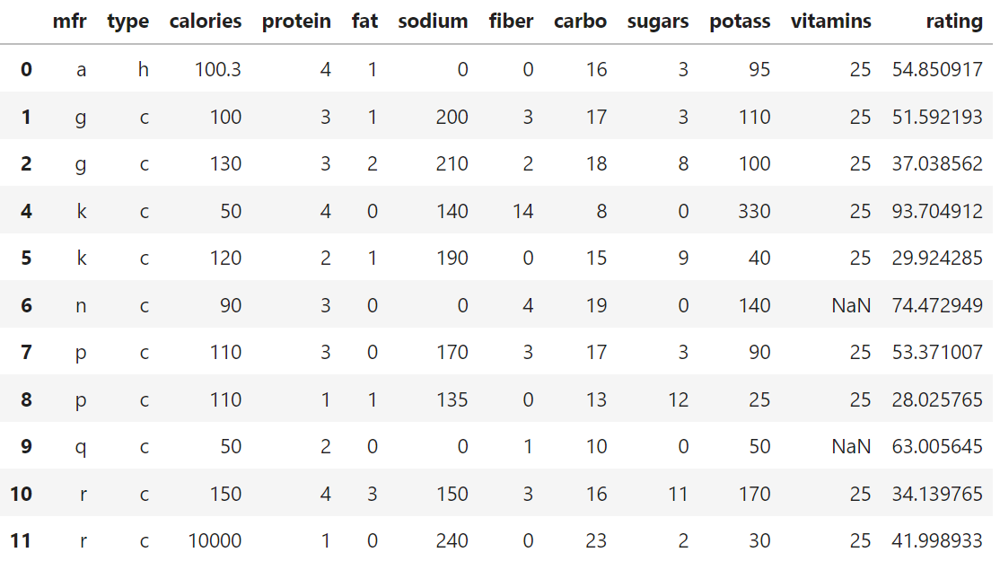 mfr type calories protein fat sodium fiber carbo sugars potass vitamins rating
0 a h 100.3 4 1 0 0 16 3 95 25 54.850917
1 g c 100 3 1 200 3 17 3 110 25 51.592193
2 g c 130 3 2 210 2 18 8 100 25 37.038562
4 k c 50 4 0 140 14 8 0 330 25 93.704912
5 k c 120 2 1 190 0 15 9 40 25 29.924285
6 n c 90 3 0 0 4 19 0 140 NaN 74.472949
7 p c 110 3 0 170 3 17 3 90 25 53.371007
8 p c 110 1 1 135 0 13 12 25 25 28.025765
9 q c 50 2 0 0 1 10 0 50 NaN 63.005645
10 r c 150 4 3 150 3 16 11 170 25 34.139765
11 r c 10000 1 0 240 0 23 2 30 25 41.998933